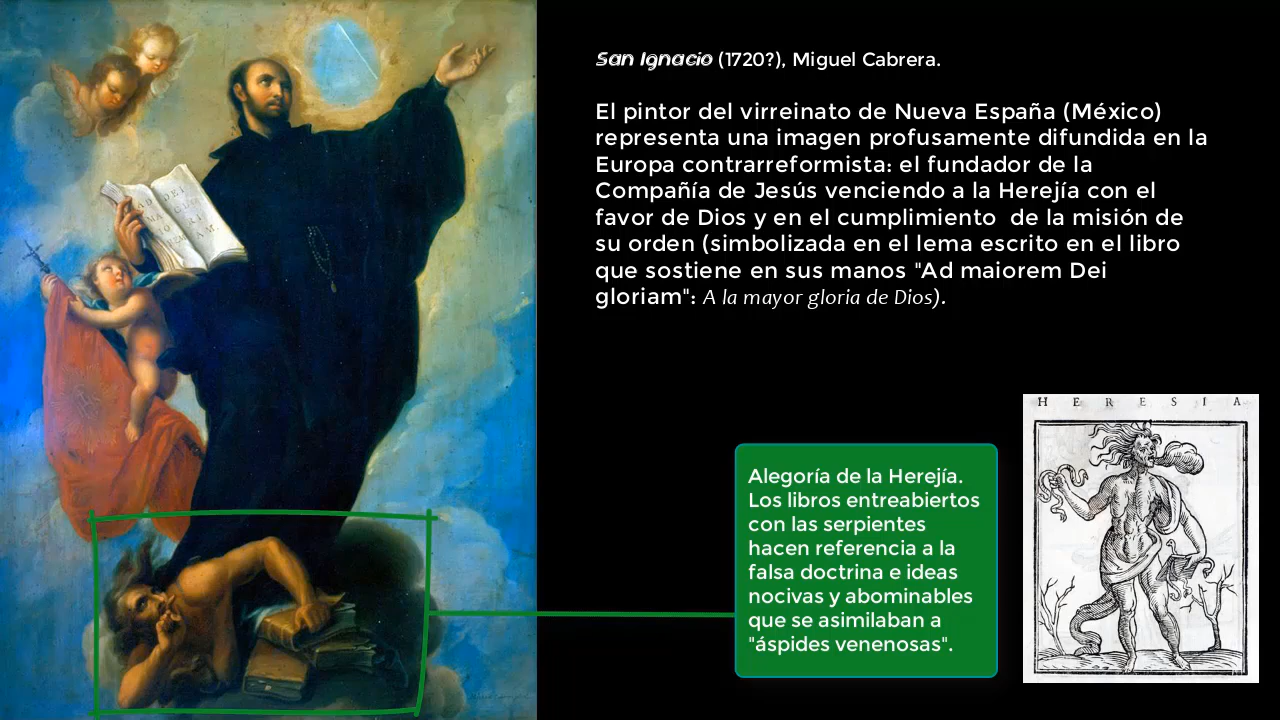 San Ignacio (1720?), Miguel Cabrera.
El pintor del virreinato de Nueva España (México)
representa una imagen profusamente difundida en la
Europa contrarreformista: el fundador de la
Compañía de Jesús venciendo a la Herejía con el
favor de Dios y en el cumplimiento de la misión de
su orden (simbolizada en el lema escrito en el libro
que sostiene en sus manos "Ad maiorem Dei
gloriam": A la mayor gloria de Dios).
HERESIA
Alegoría de la Herejía.
Los libros entreabiertos
con las serpientes
hacen referencia a la
falsa doctrina e ideas
nocivas y abominables
que se asimilaban a
"áspides venenosas".